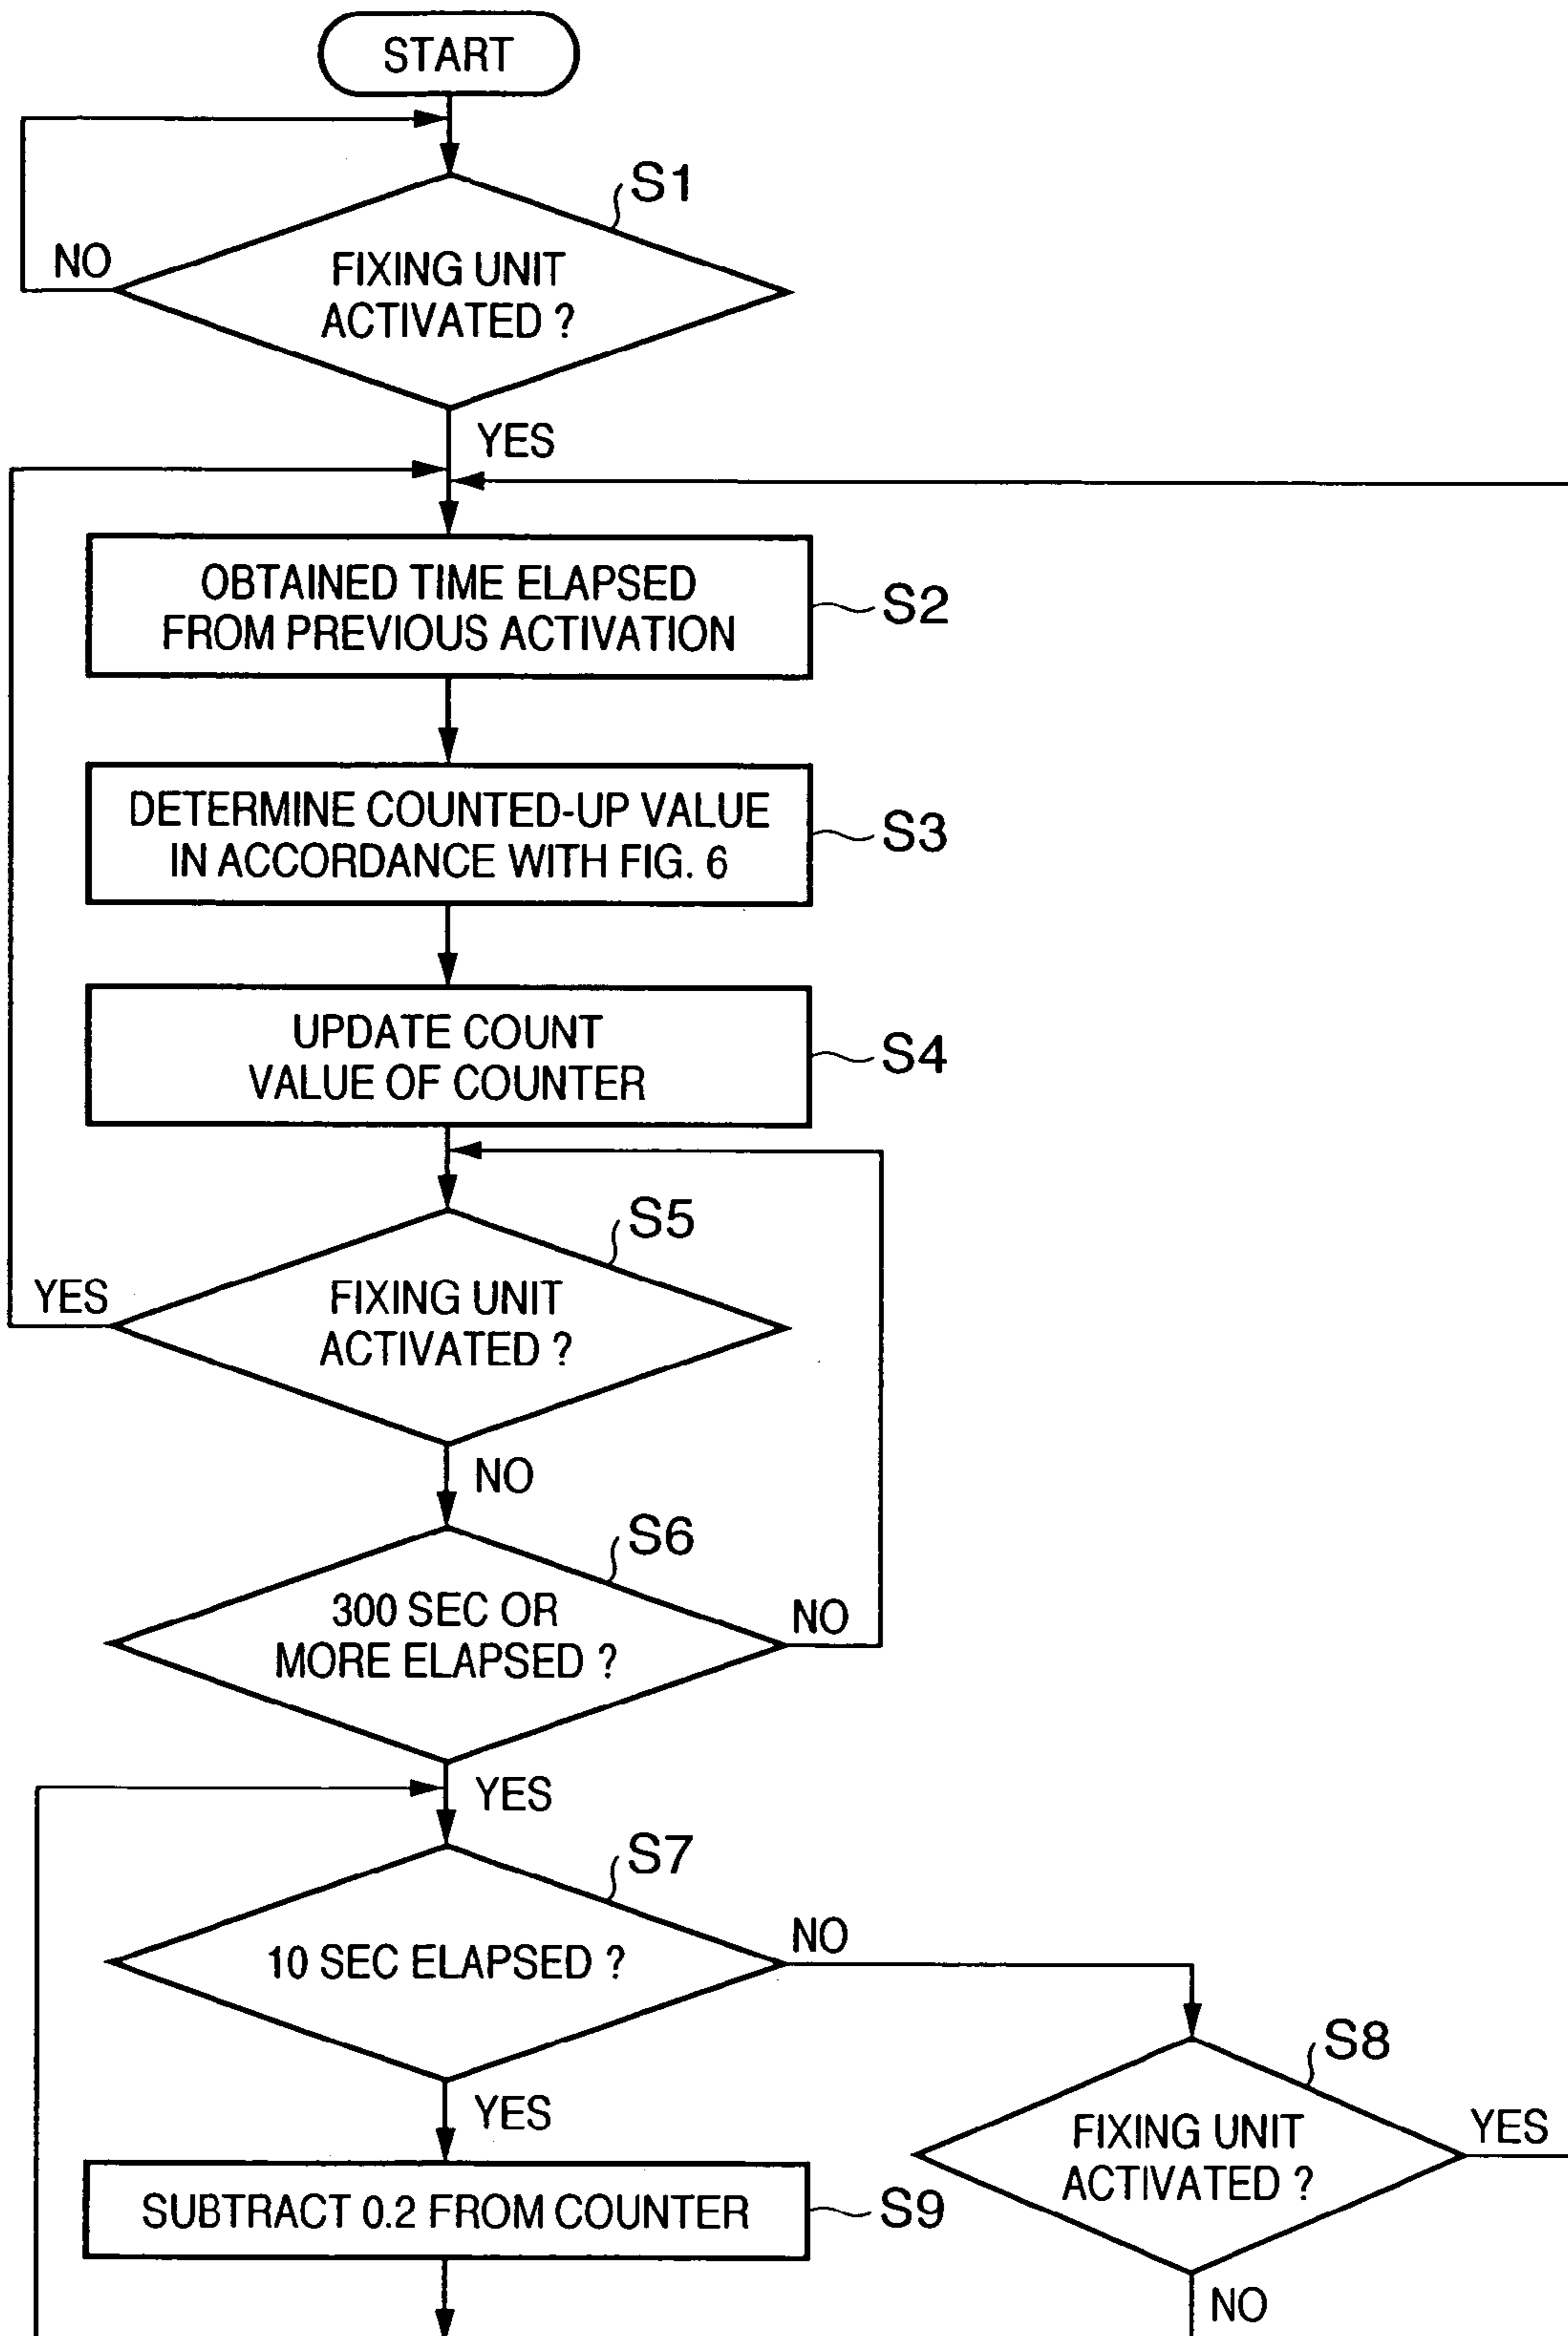 START
S1
NO
FIXING UNIT
ACTIVATED ?
YES
OBTAINED TIME ELAPSED
FROM PREVIOUS ACTIVATION
S2
DETERMINE COUNTED-UP VALUE
IN ACCORDANCE WITH FIG. 6
S3
UPDATE COUNT
VALUE OF COUNTER
S4
S5
YES
FIXING UNIT
ACTIVATED ?
NO
S6
300 SEC OR
MORE ELAPSED ?
NO
YES
S7
10 SEC ELAPSED ?
NO
YES
S8
FIXING UNIT
ACTIVATED ?
YES
SUBTRACT 0.2 FROM COUNTER
S9
NO